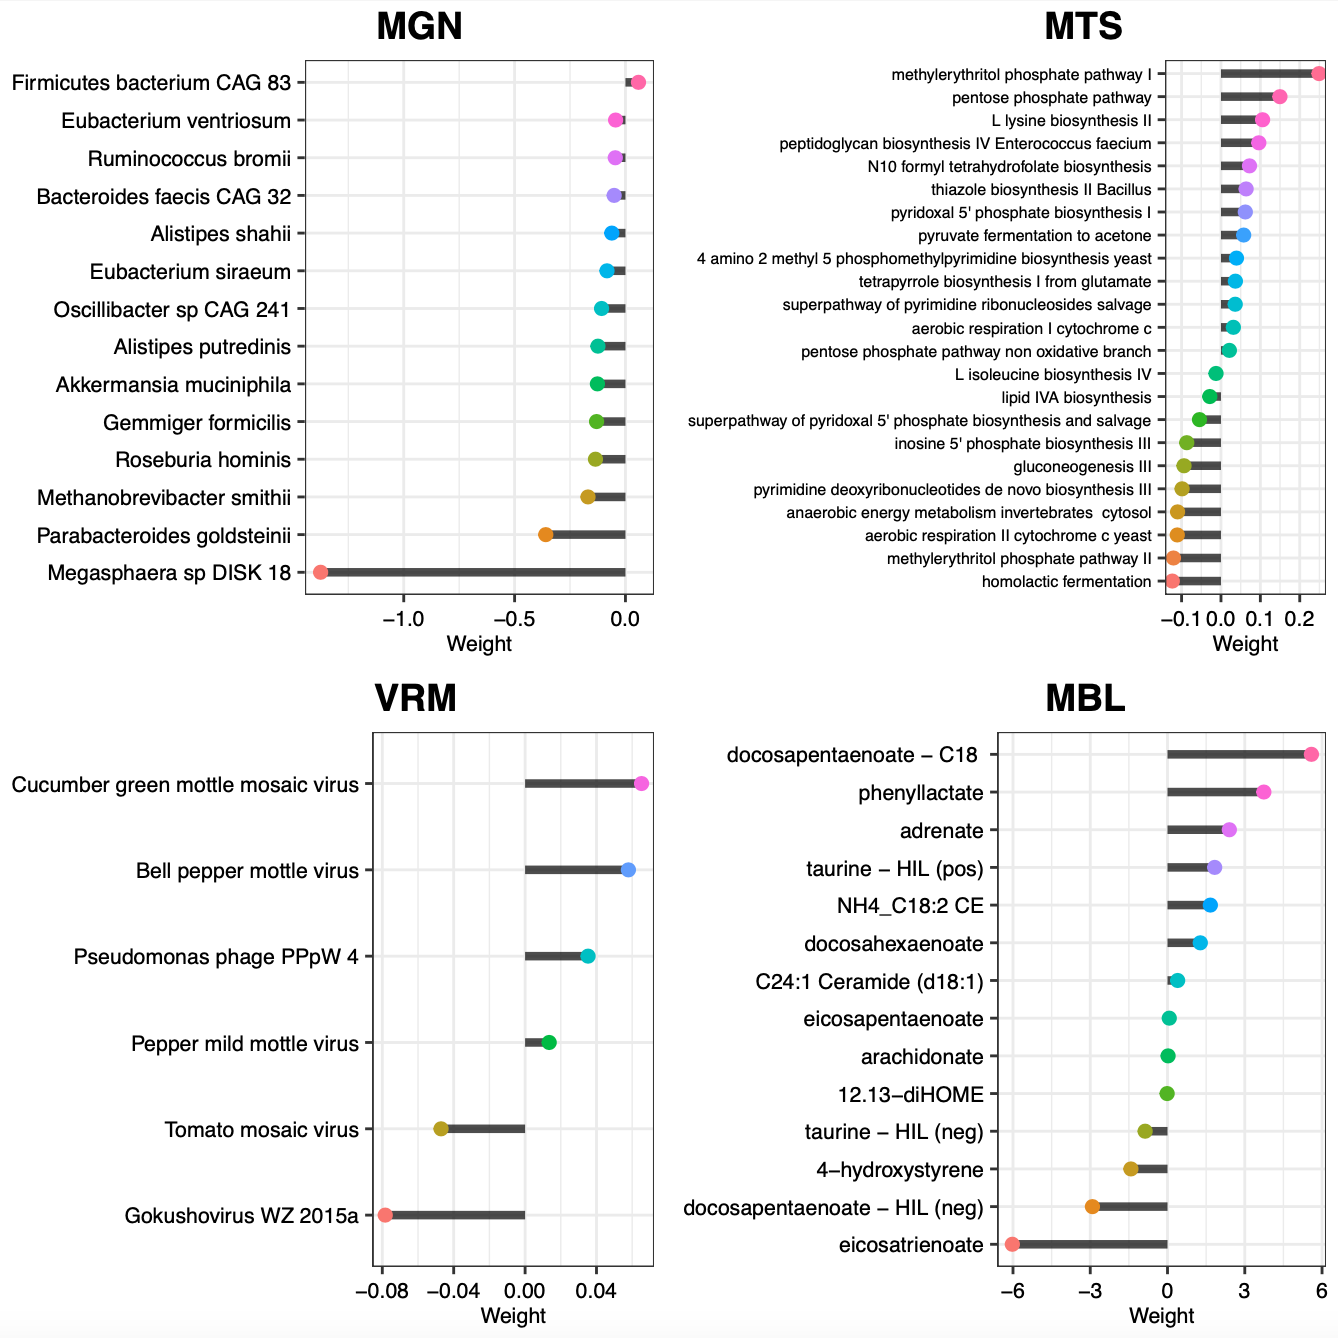 MGN
Firmicutes bacterium CAG 83
Eubacterium ventriosum
Ruminococcus bromii
Bacteroides faecis CAG 32
Alistipes shahii
Eubacterium siraeum
Oscillibacter sp CAG 241
Alistipes putredinis
Akkermansia muciniphila
Gemmiger formicilis
Roseburia hominis
Methanobrevibacter smithii
Parabacteroides goldsteinii
Megasphaera sp DISK 18
−1.0 −0.5 0.0
Weight
MTS
methylerythritol phosphate pathway I
pentose phosphate pathway
L lysine biosynthesis II
peptidoglycan biosynthesis IV Enterococcus faecium
N10 formyl tetrahydrofolate biosynthesis
thiazole biosynthesis II Bacillus
pyridoxal 5' phosphate biosynthesis I
pyruvate fermentation to acetone
4 amino 2 methyl 5 phosphomethylpyrimidine biosynthesis yeast
tetrapyrrole biosynthesis I from glutamate
superpathway of pyrimidine ribonucleosides salvage
aerobic respiration I cytochrome c
pentose phosphate pathway non oxidative branch
L isoleucine biosynthesis IV
lipid IVA biosynthesis
superpathway of pyridoxal 5' phosphate biosynthesis and salvage
inosine 5' phosphate biosynthesis III
gluconeogenesis III
pyrimidine deoxyribonucleotides de novo biosynthesis III
anaerobic energy metabolism invertebrates cytosol
aerobic respiration II cytochrome c yeast
methylerythritol phosphate pathway II
homolactic fermentation
−0.1 0.0 0.1 0.2
Weight
VRM
Cucumber green mottle mosaic virus
Bell pepper mottle virus
Pseudomonas phage PPpW 4
Pepper mild mottle virus
Tomato mosaic virus
Gokushovirus WZ 2015a
−0.08 −0.04 0.00 0.04
Weight
MBL
docosapentaenoate − C18
phenyllactate
adrenate
taurine − HIL (pos)
NH4_C18:2 CE
docosahexaenoate
C24:1 Ceramide (d18:1)
eicosapentaenoate
arachidonate
12.13−diHOME
taurine − HIL (neg)
4−hydroxystyrene
docosapentaenoate − HIL (neg)
eicosatrienoate
−6 −3 0 3 6
Weight